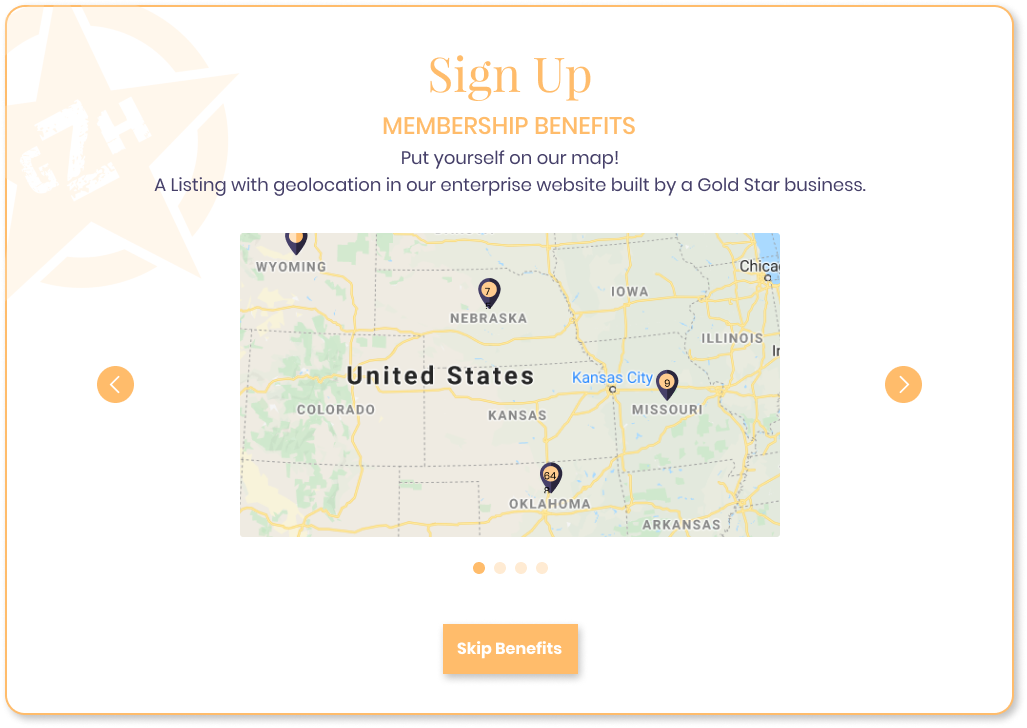 Sign Up
MEMBERSHIP BENEFITS
Put yourself on our map!
A Listing with geolocation in our enterprise website built by a Gold Star business.
GZH
WYOMING
Chica
7
IOWA
NEBRASKA
ILLINOIS
In
United States
Kansas City
9
COLORADO
KANSAS
MISSOURI
64
OKLAHOMA
ARKANSAS
Skip Benefits